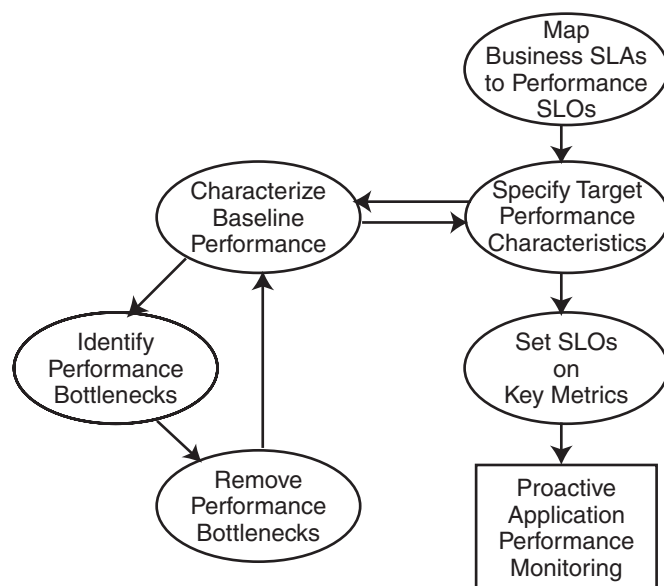 Map
Business SLAs
to Performance
SLOs
Characterize
Baseline
Performance
Specify Target
Performance
Characteristics
Identify
Performance
Bottlenecks
Set SLOs
on
Key Metrics
Remove
Performance
Bottlenecks
Proactive
Application
Performance
Monitoring